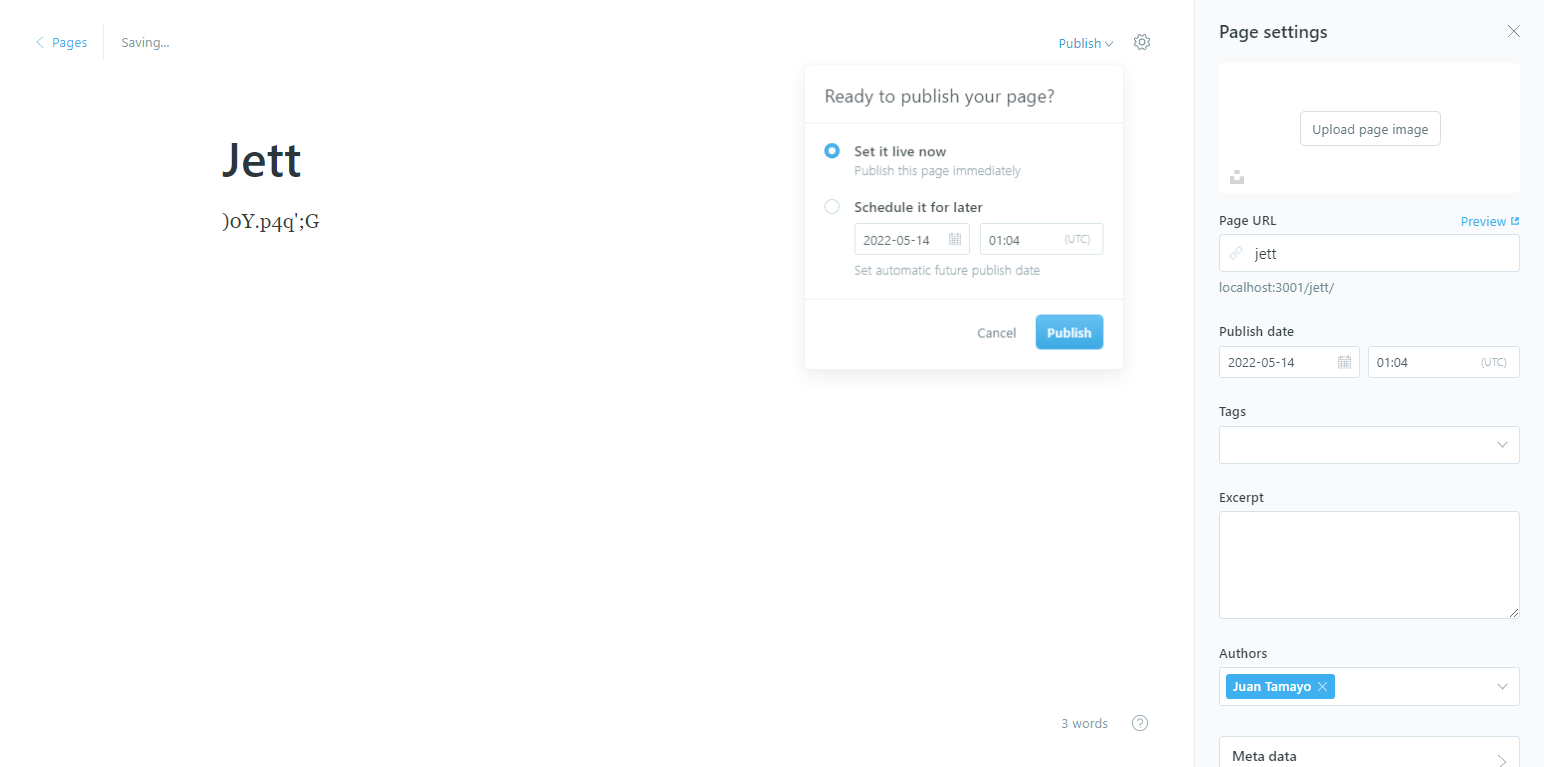 Pages
Saving...
Publish
Jett
)0Y.p4q';G
Ready to publish your page?
Set it live now
Publish this page immediately
Schedule it for later
2022-05-14 01:04 (UTC)
Set automatic future publish date
Cancel Publish
3 words
?
Page settings
Upload page image
Page URL Preview
jett
localhost:3001/jett/
Publish date
2022-05-14 01:04 (UTC)
Tags
Excerpt
Authors
Juan Tamayo
Meta data